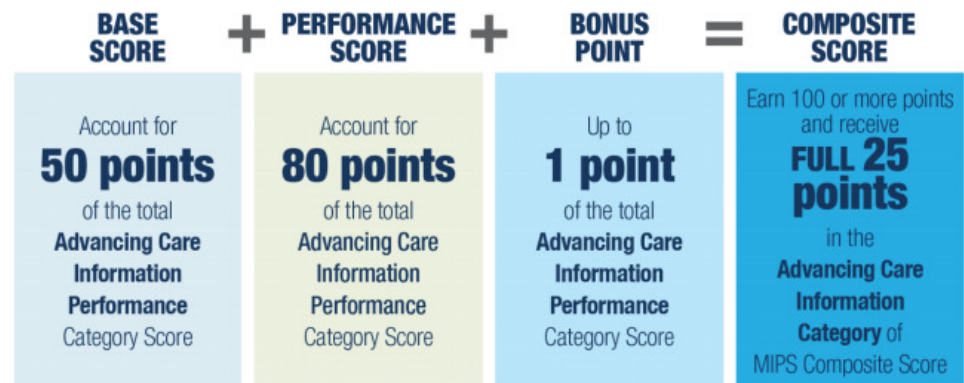 BASE
SCORE
+
PERFORMANCE
SCORE
+
BONUS
POINT
=
COMPOSITE
SCORE
Account for
50 points
of the total
Advancing Care
Information
Performance
Category Score
Account for
80 points
of the total
Advancing Care
Information
Performance
Category Score
Up to
1 point
of the total
Advancing Care
Information
Performance
Category Score
Earn 100 or more points
and receive
FULL 25
points
in the
Advancing Care
Information
Category of
MIPS Composite Score